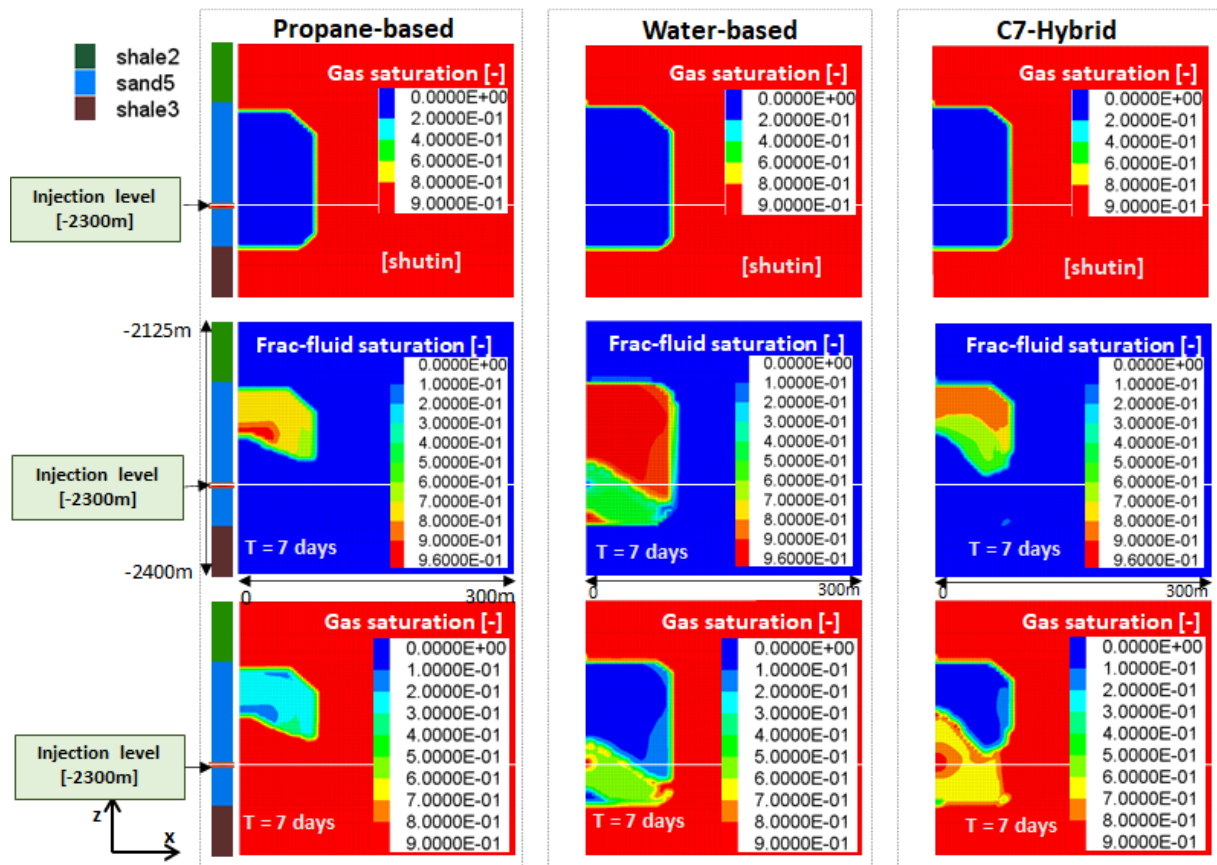 Propane-based
Water-based
C7-Hybrid
shale2
sand5
shale3
Gas saturation [-]
0.0000E+00
2.0000E-01
4.0000E-01
6.0000E-01
8.0000E-01
9.0000E-01
[shutin]
Gas saturation [-]
0.0000E+00
2.0000E-01
4.0000E-01
6.0000E-01
8.0000E-01
9.0000E-01
[shutin]
Gas saturation [-]
0.0000E+00
2.0000E-01
4.0000E-01
6.0000E-01
8.0000E-01
9.0000E-01
[shutin]
Injection level
[-2300m]
-2125m
Injection level
[-2300m]
-2400m
Frac-fluid saturation [-]
0.0000E+00
1.0000E-01
2.0000E-01
3.0000E-01
4.0000E-01
5.0000E-01
6.0000E-01
7.0000E-01
8.0000E-01
9.0000E-01
9.6000E-01
T = 7 days
0
300m
Frac-fluid saturation [-]
0.0000E+00
1.0000E-01
2.0000E-01
3.0000E-01
4.0000E-01
5.0000E-01
6.0000E-01
7.0000E-01
8.0000E-01
9.0000E-01
9.6000E-01
T = 7 days
0
300m
Frac-fluid saturation [-]
0.0000E+00
1.0000E-01
2.0000E-01
3.0000E-01
4.0000E-01
5.0000E-01
6.0000E-01
7.0000E-01
8.0000E-01
9.0000E-01
9.6000E-01
T = 7 days
0
300m
Injection level
[-2300m]
z
x
Gas saturation [-]
0.0000E+00
1.0000E-01
2.0000E-01
3.0000E-01
4.0000E-01
5.0000E-01
6.0000E-01
7.0000E-01
8.0000E-01
9.0000E-01
T = 7 days
Gas saturation [-]
0.0000E+00
1.0000E-01
2.0000E-01
3.0000E-01
4.0000E-01
5.0000E-01
6.0000E-01
7.0000E-01
8.0000E-01
9.0000E-01
T = 7 days
Gas saturation [-]
0.0000E+00
1.0000E-01
2.0000E-01
3.0000E-01
4.0000E-01
5.0000E-01
6.0000E-01
7.0000E-01
8.0000E-01
9.0000E-01
T = 7 days